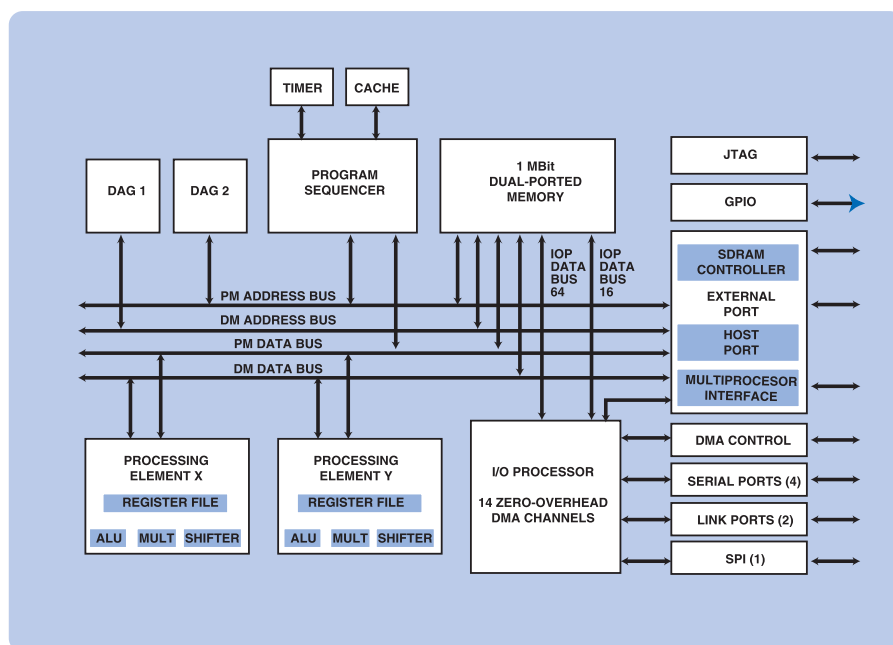 TIMER
CACHE
DAG 1
DAG 2
PROGRAM
SEQUENCER
1 MBit
DUAL-PORTED
MEMORY
JTAG
GPIO
IOP
DATA
BUS
64
IOP
DATA
BUS
16
SDRAM
CONTROLLER
EXTERNAL
PORT
HOST
PORT
MULTIPROCESOR
INTERFACE
PM ADDRESS BUS
DM ADDRESS BUS
PM DATA BUS
DM DATA BUS
PROCESSING
ELEMENT X
REGISTER FILE
ALU
MULT
SHIFTER
PROCESSING
ELEMENT Y
REGISTER FILE
ALU
MULT
SHIFTER
I/O PROCESSOR
14 ZERO-OVERHEAD
DMA CHANNELS
DMA CONTROL
SERIAL PORTS (4)
LINK PORTS (2)
SPI (1)